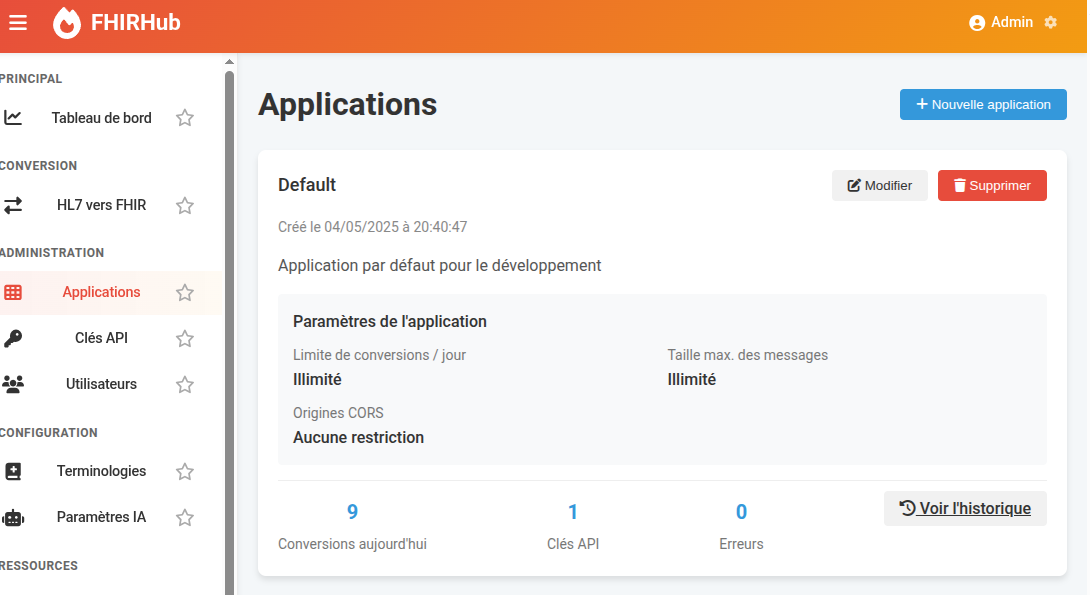 FHIRHub
Admin
PRINCIPAL
Tableau de bord
CONVERSION
HL7 vers FHIR
ADMINISTRATION
Applications
Clés API
Utilisateurs
CONFIGURATION
Terminologies
Paramètres IA
RESSOURCES
Applications
Nouvelle application
Default
Modifier
Supprimer
Créé le 04/05/2025 à 20:40:47
Application par défaut pour le développement
Paramètres de l'application
Limite de conversions / jour
Illimité
Taille max. des messages
Illimité
Origines CORS
Aucune restriction
9
Conversions aujourd'hui
1
Clés API
0
Erreurs
Voir l'historique